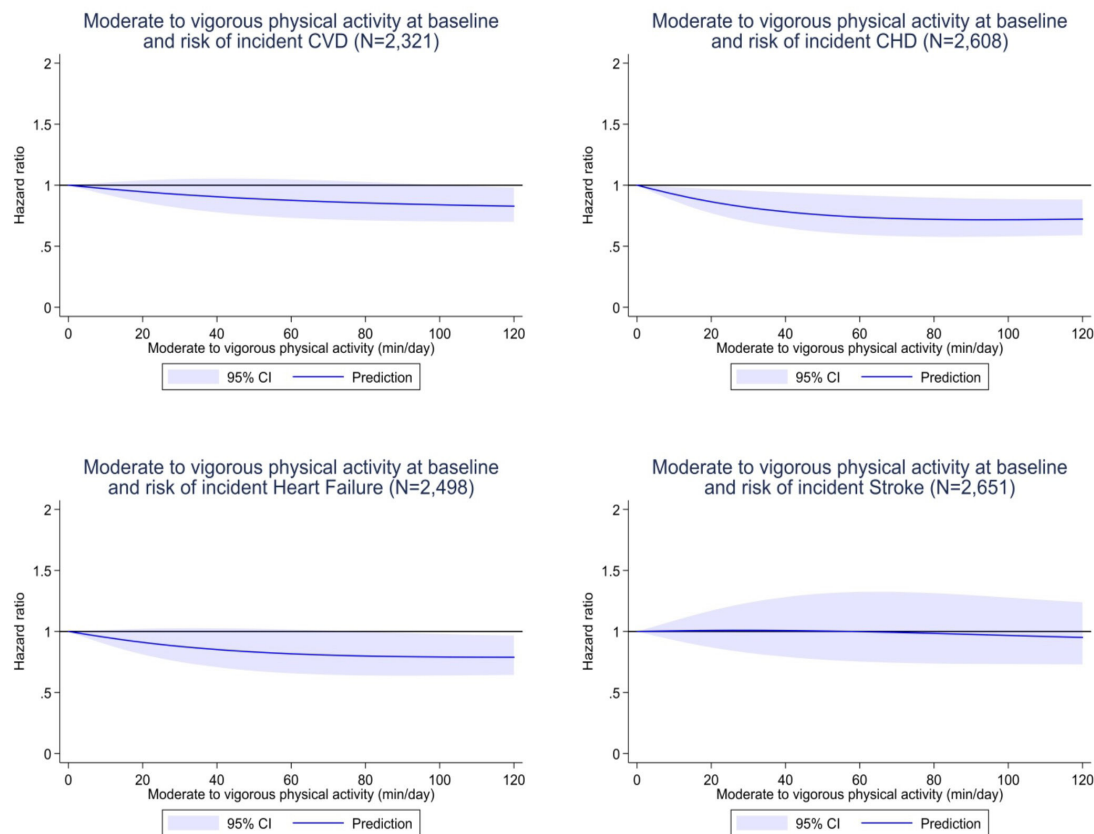 Moderate to vigorous physical activity at baseline
and risk of incident CVD (N=2,321)
2
1.5
1
.5
0
Hazard ratio
0 20 40 60 80 100 120
Moderate to vigorous physical activity (min/day)
95% CI Prediction
Moderate to vigorous physical activity at baseline
and risk of incident CHD (N=2,608)
2
1.5
1
.5
0
Hazard ratio
0 20 40 60 80 100 120
Moderate to vigorous physical activity (min/day)
95% CI Prediction
Moderate to vigorous physical activity at baseline
and risk of incident Heart Failure (N=2,498)
2
1.5
1
.5
0
Hazard ratio
0 20 40 60 80 100 120
Moderate to vigorous physical activity (min/day)
95% CI Prediction
Moderate to vigorous physical activity at baseline
and risk of incident Stroke (N=2,651)
2
1.5
1
.5
0
Hazard ratio
0 20 40 60 80 100 120
Moderate to vigorous physical activity (min/day)
95% CI Prediction